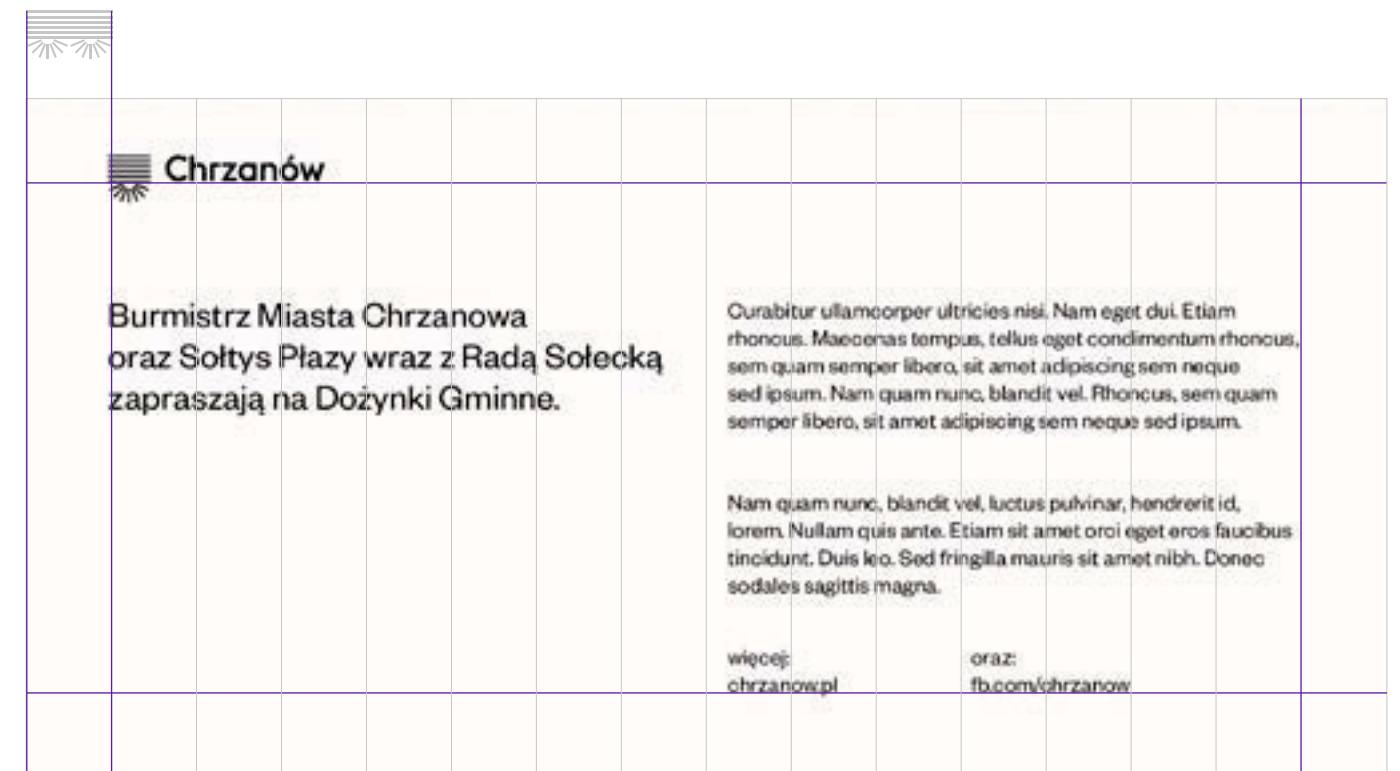 Chrzanów
Burmistrz Miasta Chrzanowa
oraz Sołtys Płazy wraz z Radą Sołecką
zapraszają na Dożynki Gminne.
Curabitur ullamcorper ultricies nisi. Nam eget dui. Etiam
rhoncus. Maecenas tempus, tellus eget condimentum rhoncus,
sem quam semper libero, sit amet adipiscing sem neque
sed ipsum. Nam quam nunc, blandit vel. Rhoncus, sem quam
semper libero, sit amet adipiscing sem neque sed ipsum.
Nam quam nunc, blandit vel, luctus pulvinar, hendrerit id,
lorem. Nullam quis ante. Etiam sit amet orci eget eros faucibus
tincidunt. Duis leo. Sed fringilla mauris sit amet nibh. Donec
sodales sagittis magna.
więcej:
chrzanow.pl
oraz:
fb.com/chrzanow